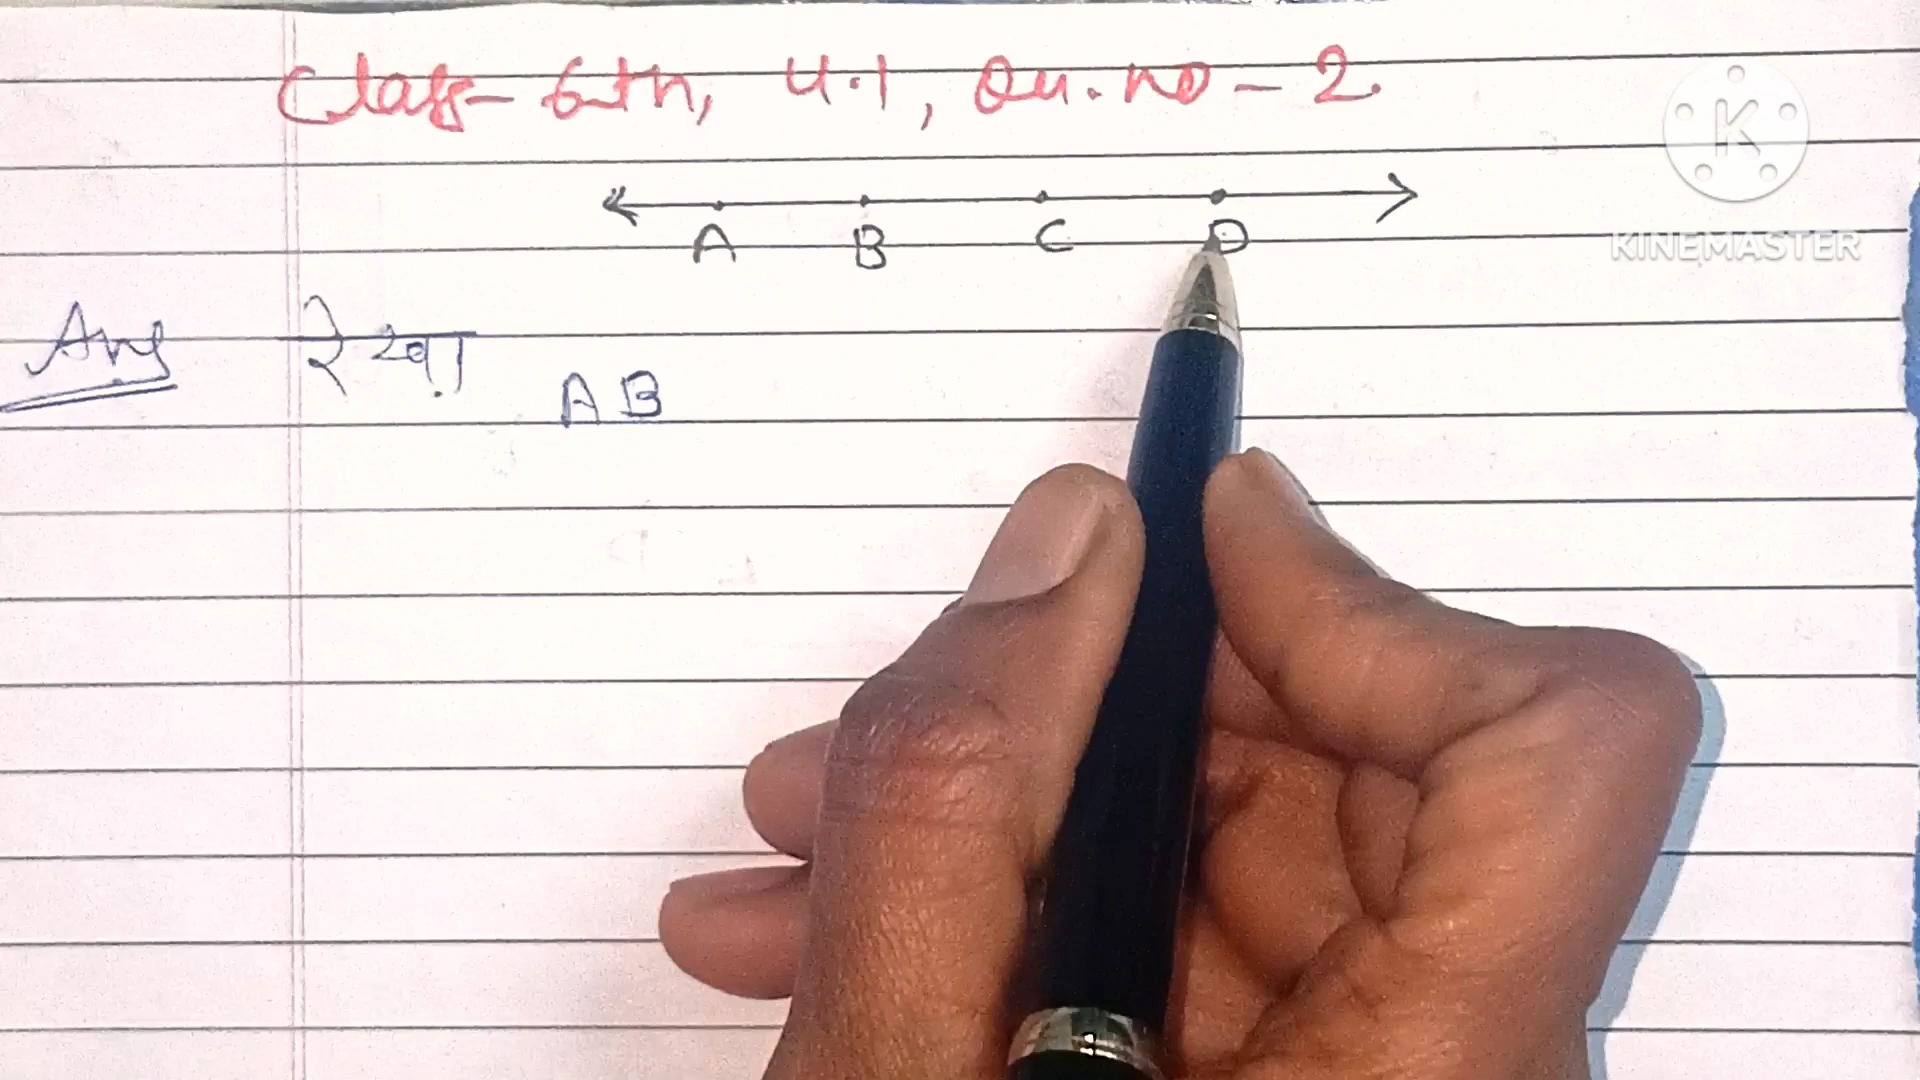 Class-6th, 4.1, Qu.no-2.
K
KINEMASTER
A B C D
Ans रेखा
AB